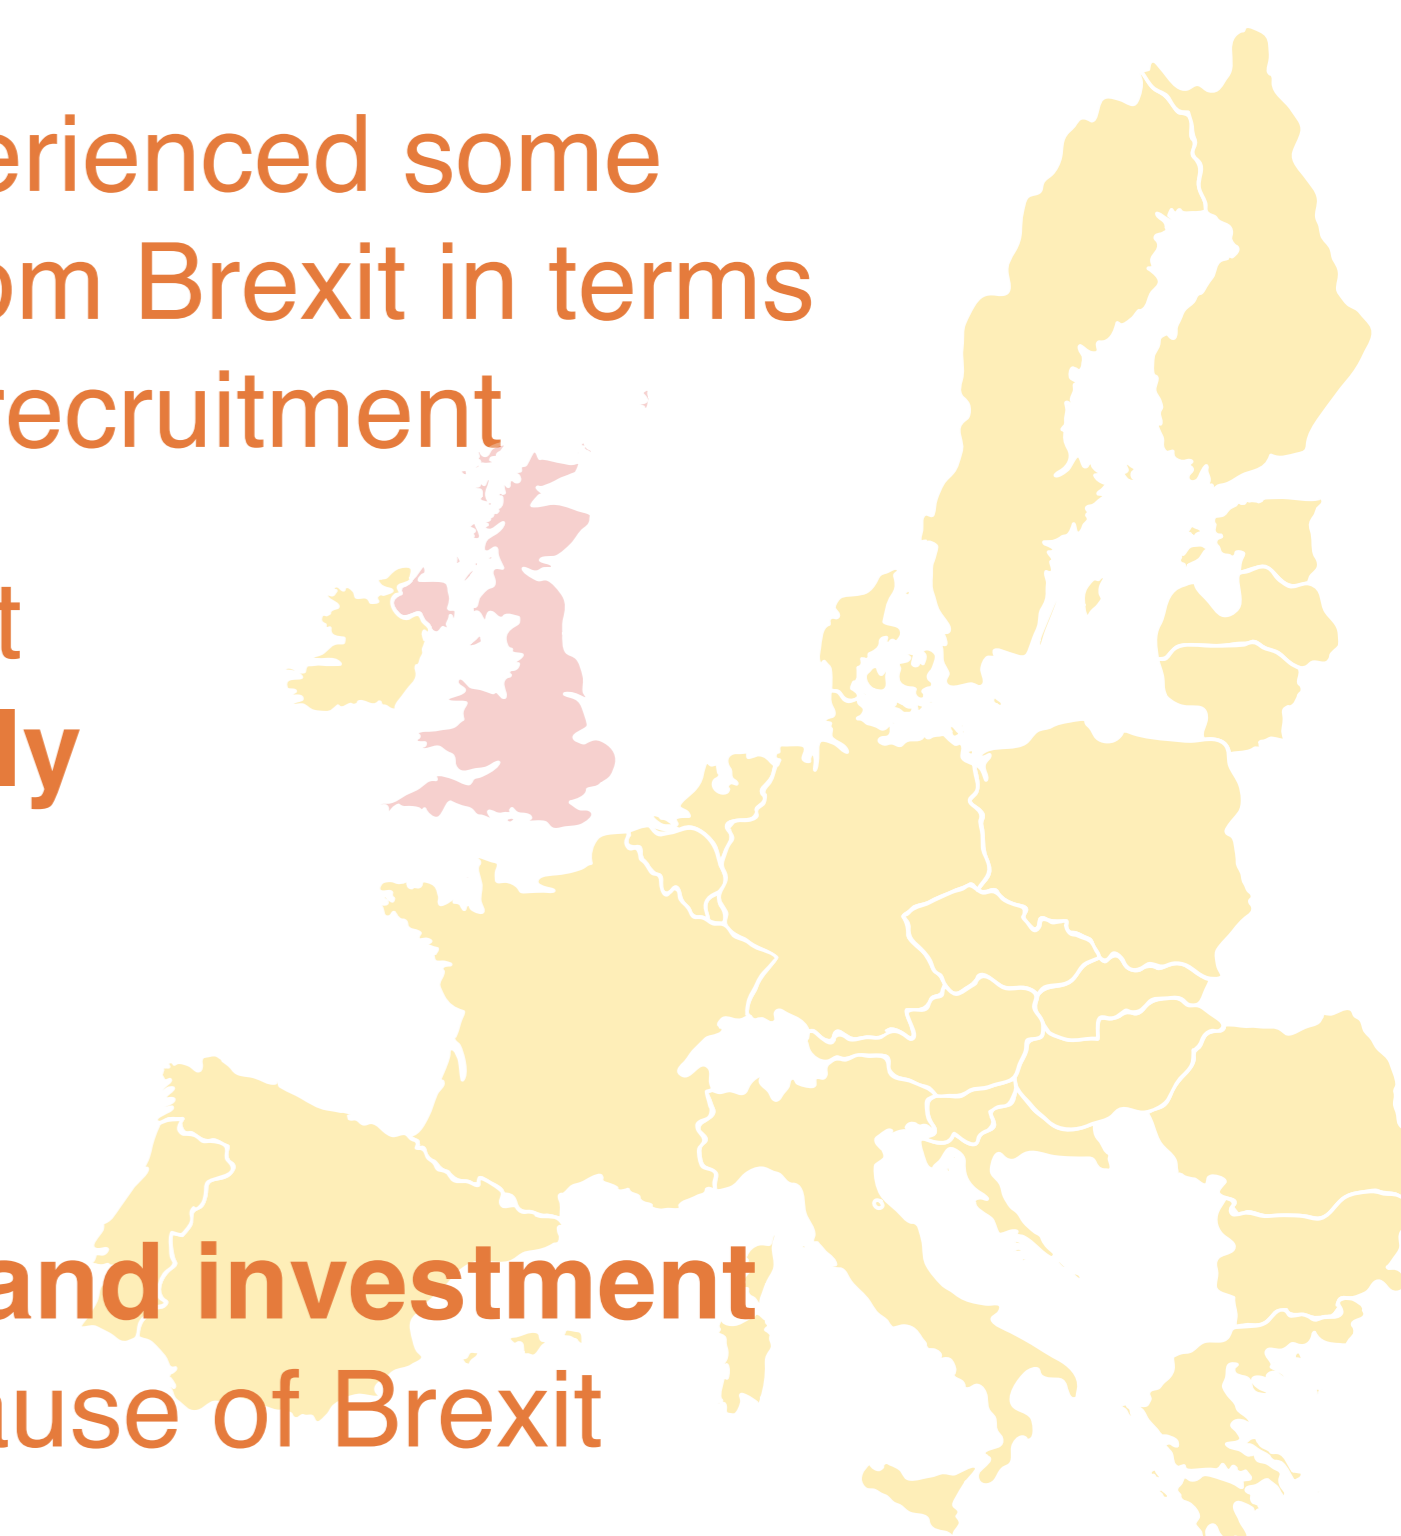 erienced some
om Brexit in terms
recruitment
t
ly
and investment
ause of Brexit